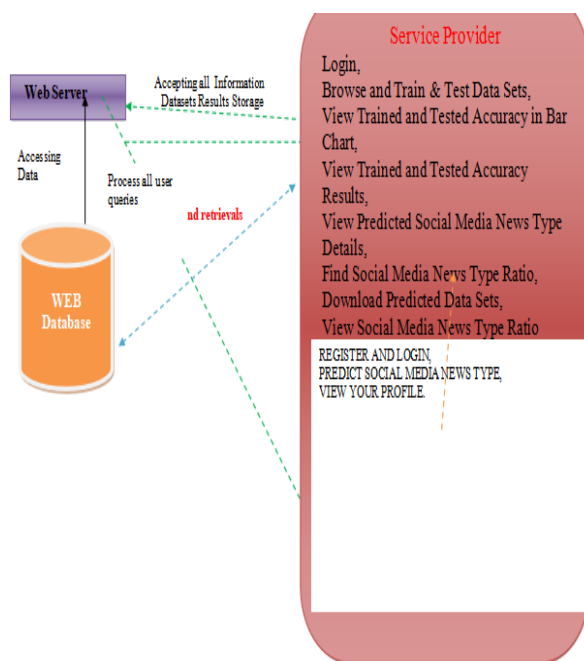 Service Provider
Login,
Browse and Train & Test Data Sets,
View Trained and Tested Accuracy in Bar
Chart,
View Trained and Tested Accuracy
Results,
View Predicted Social Media News Type
Details,
Find Social Media News Type Ratio,
Download Predicted Data Sets,
View Social Media News Type Ratio
REGISTER AND LOGIN,
PREDICT SOCIAL MEDIA NEWS TYPE,
VIEW YOUR PROFILE.
Web Server
Accepting all Information
Datasets Results Storage
Accessing
Data
Process all user
queries
nd retrievals
WEB
Database